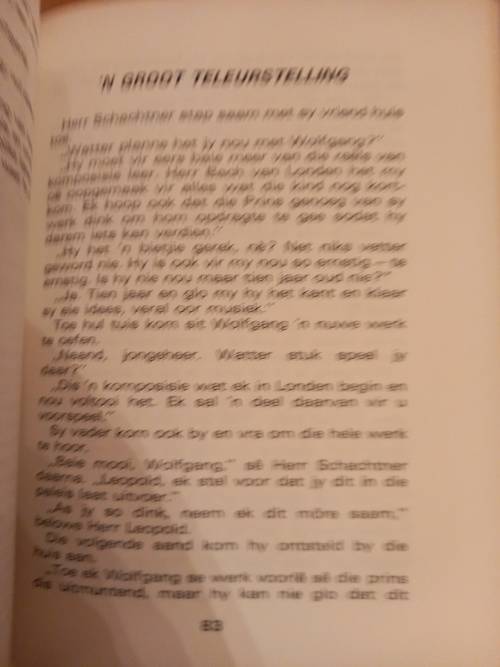 'N GROOT TELEURSTELLING
Herr Schachtner stap saam met sy vriend huis
toe.
„Watter planne het jy nou met Wolfgang?”
„Hy moet vir eers baie meer van die reëls van
komposisie leer. Herr Bach van Londen het my
oë oopgemaak vir alles wat die kind nog kort-
kom. Ek hoop ook dat die Prins genoeg van sy
werk dink om hom opdragte te gee sodat hy
darem iets kan verdien.”
„Hy het 'n bietjie gerek, nè? Net niks vetter
geword nie. Hy is ook vir my nou so ernstig — te
ernstig. Is hy nie nou maar tien jaar oud nie?”
„Ja. Tien jaar en glo my hy het kant en klaar
sy eie idees, veral oor musiek.”
Toe hul tuis kom sit Wolfgang 'n nuwe werk
te oefen.
„Naand, jongeheer. Watter stuk speel jy
daar?”
„Dis 'n komposisie wat ek in Londen begin en
nou voltooi het. Ek sal 'n deel daarvan vir u
voorspeel.”
Sy vader kom ook by en vra om die hele werk
te hoor.
„Baie mooi, Wolfgang,” sê Herr Schachtner
daarna. „Leopold, ek stel voor dat jy dit in die
paleis laat uitvoer.”
„As jy so dink, neem ek dit môre saam,”
belowe Herr Leopold.
Die volgende aand kom hy ontsteld by die
huis aan.
„Toe ek Wolfgang se werk voorlê sê die prins
dis uitmuntend, maar hy kan nie glo dat dit
83